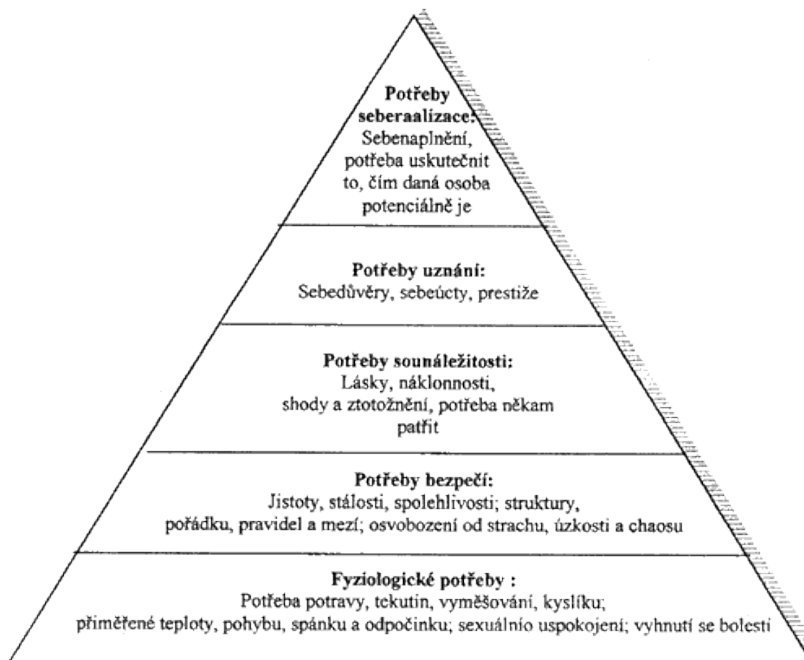 Potřeby
seberaalizace:
Sebenaplnění,
potřeba uskutečnit
to, čím daná osoba
potenciálně je
Potřeby uznání:
Sebedůvěry, sebeúcty, prestiže
Potřeby sounáležitosti:
Lásky, náklonnosti,
shody a ztotožnění, potřeba někam
patřit
Potřeby bezpečí:
Jistoty, stálosti, spolehlivosti; struktury,
pořádku, pravidel a mezí; osvobození od strachu, úzkosti a chaosu
Fyziologické potřeby :
Potřeba potravy, tekutin, vyměšování, kyslíku;
přiměřené teploty, pohybu, spánku a odpočinku; sexuálnío uspokojení; vyhnutí se bolesti